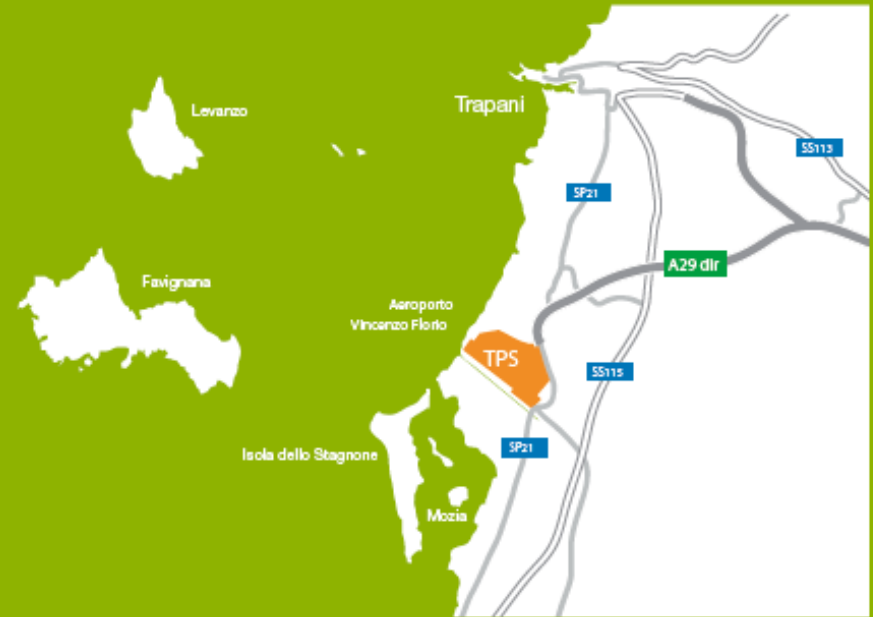 Levanzo
Trapani
SS113
SP21
A29 dir
Favignana
Aeroporto
Vincenzo Florio
TPS
SS115
SP21
Isola dello Stagnone
Mozia